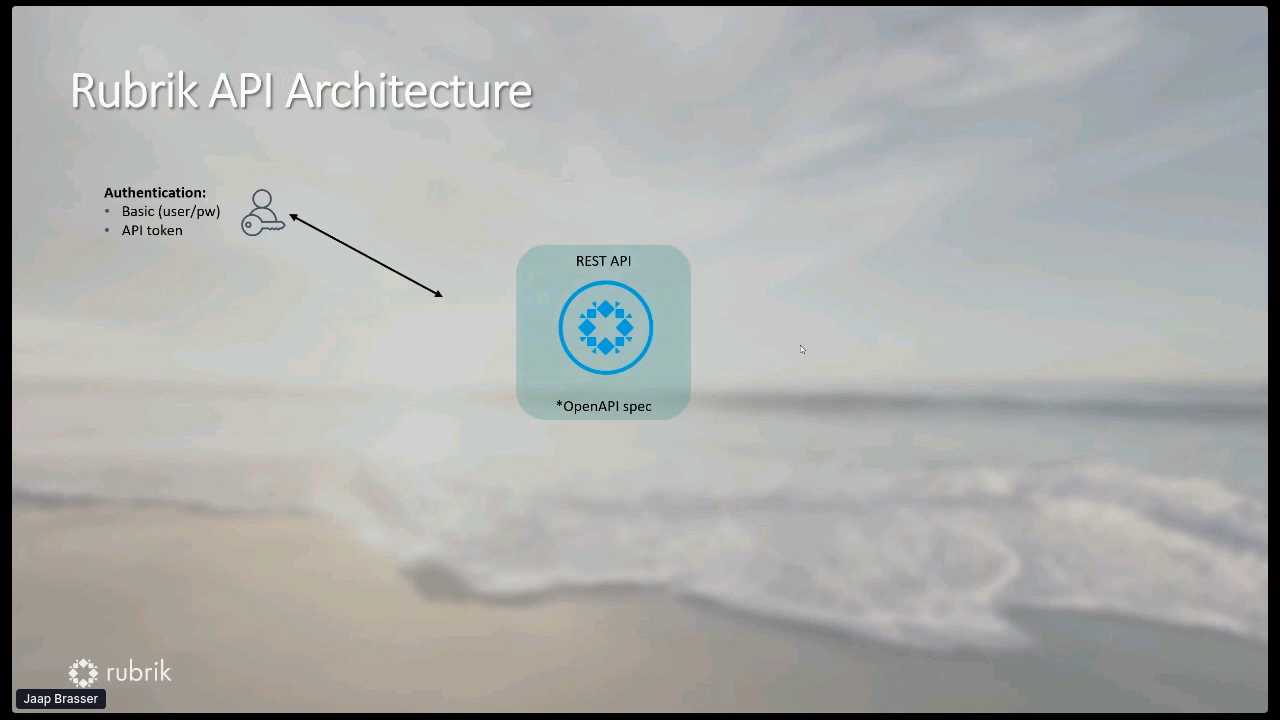 Rubrik API Architecture
Authentication:
• Basic (user/pw)
• API token
REST API
*OpenAPI spec
rubrik
Jaap Brasser